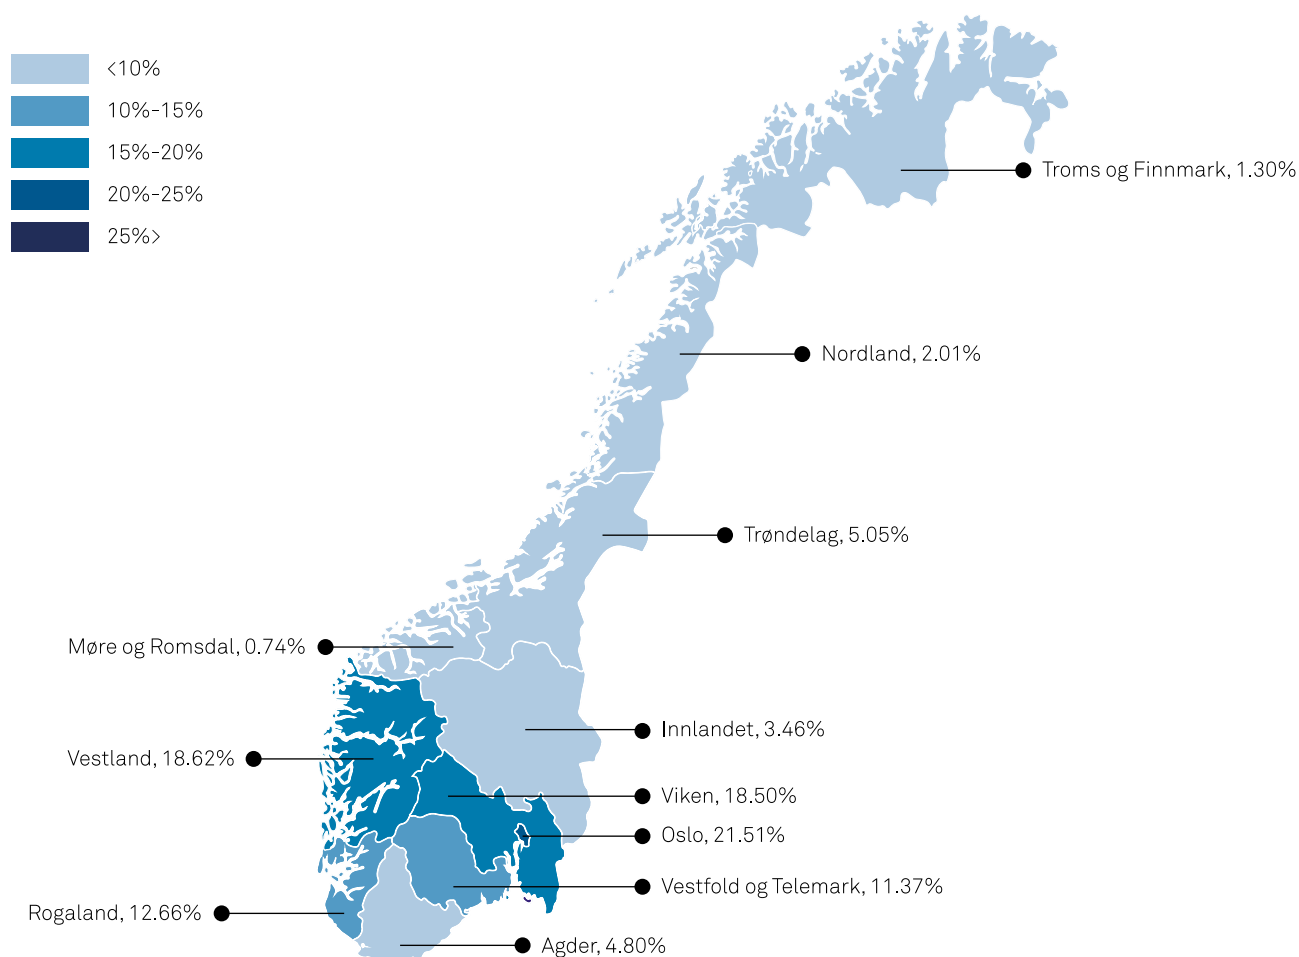 <10%
10%-15%
15%-20%
20%-25%
25%>
Troms og Finnmark, 1.30%
Nordland, 2.01%
Trøndelag, 5.05%
Møre og Romsdal, 0.74%
Innlandet, 3.46%
Vestland, 18.62%
Viken, 18.50%
Oslo, 21.51%
Vestfold og Telemark, 11.37%
Rogaland, 12.66%
Agder, 4.80%